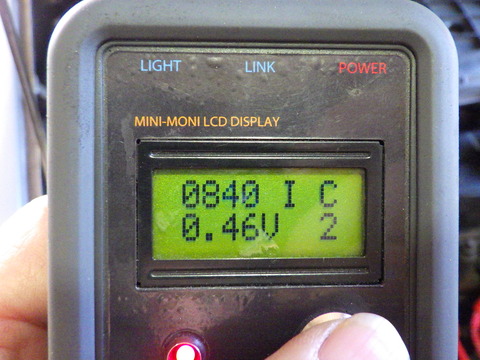 LIGHT LINK POWER
MINI-MONI LCD DISPLAY
0840 I C
0.46V 2